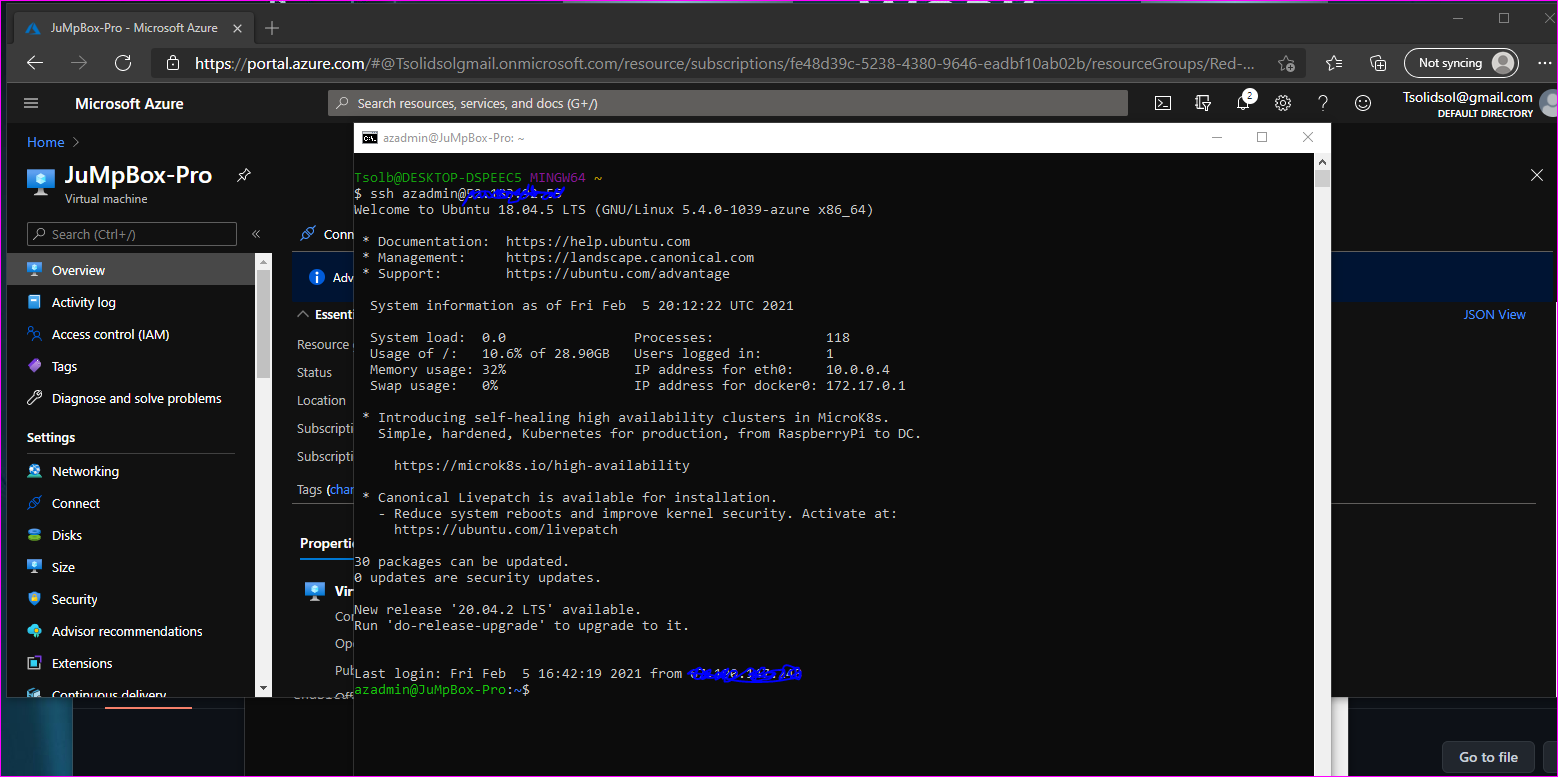 JuMpBox-Pro - Microsoft Azure
https://portal.azure.com/#@Tsolidsolgmail.onmicrosoft.com/resource/subscriptions/fe48d39c-5238-4380-9646-eadbf10ab02b/resourceGroups/Red-...
Not syncing
Microsoft Azure
Search resources, services, and docs (G+/)
2
Tsolidsol@gmail.com
DEFAULT DIRECTORY
Home
JuMpBox-Pro
Virtual machine
Search (Ctrl+/)
«
Overview
Activity log
Access control (IAM)
Tags
Diagnose and solve problems
Settings
Networking
Connect
Disks
Size
Security
Advisor recommendations
Extensions
Continuous delivery
Conn
Adv
Essenti
Resource
Status
Location
Subscripti
Subscripti
Tags (char
Properti
Vir
Co
Op
Pub
JSON View
azadmin@JuMpBox-Pro: ~
Tsolb@DESKTOP-DSPEEC5 MINGW64 ~
$ ssh azadmin@
Welcome to Ubuntu 18.04.5 LTS (GNU/Linux 5.4.0-1039-azure x86_64)
* Documentation: https://help.ubuntu.com
* Management: https://landscape.canonical.com
* Support: https://ubuntu.com/advantage
System information as of Fri Feb 5 20:12:22 UTC 2021
System load: 0.0 Processes: 118
Usage of /: 10.6% of 28.90GB Users logged in: 1
Memory usage: 32% IP address for eth0: 10.0.0.4
Swap usage: 0% IP address for docker0: 172.17.0.1
* Introducing self-healing high availability clusters in MicroK8s.
Simple, hardened, Kubernetes for production, from RaspberryPi to DC.
https://microk8s.io/high-availability
* Canonical Livepatch is available for installation.
- Reduce system reboots and improve kernel security. Activate at:
https://ubuntu.com/livepatch
30 packages can be updated.
0 updates are security updates.
New release '20.04.2 LTS' available.
Run 'do-release-upgrade' to upgrade to it.
Last login: Fri Feb 5 16:42:19 2021 from
azadmin@JuMpBox-Pro:~$
Go to file